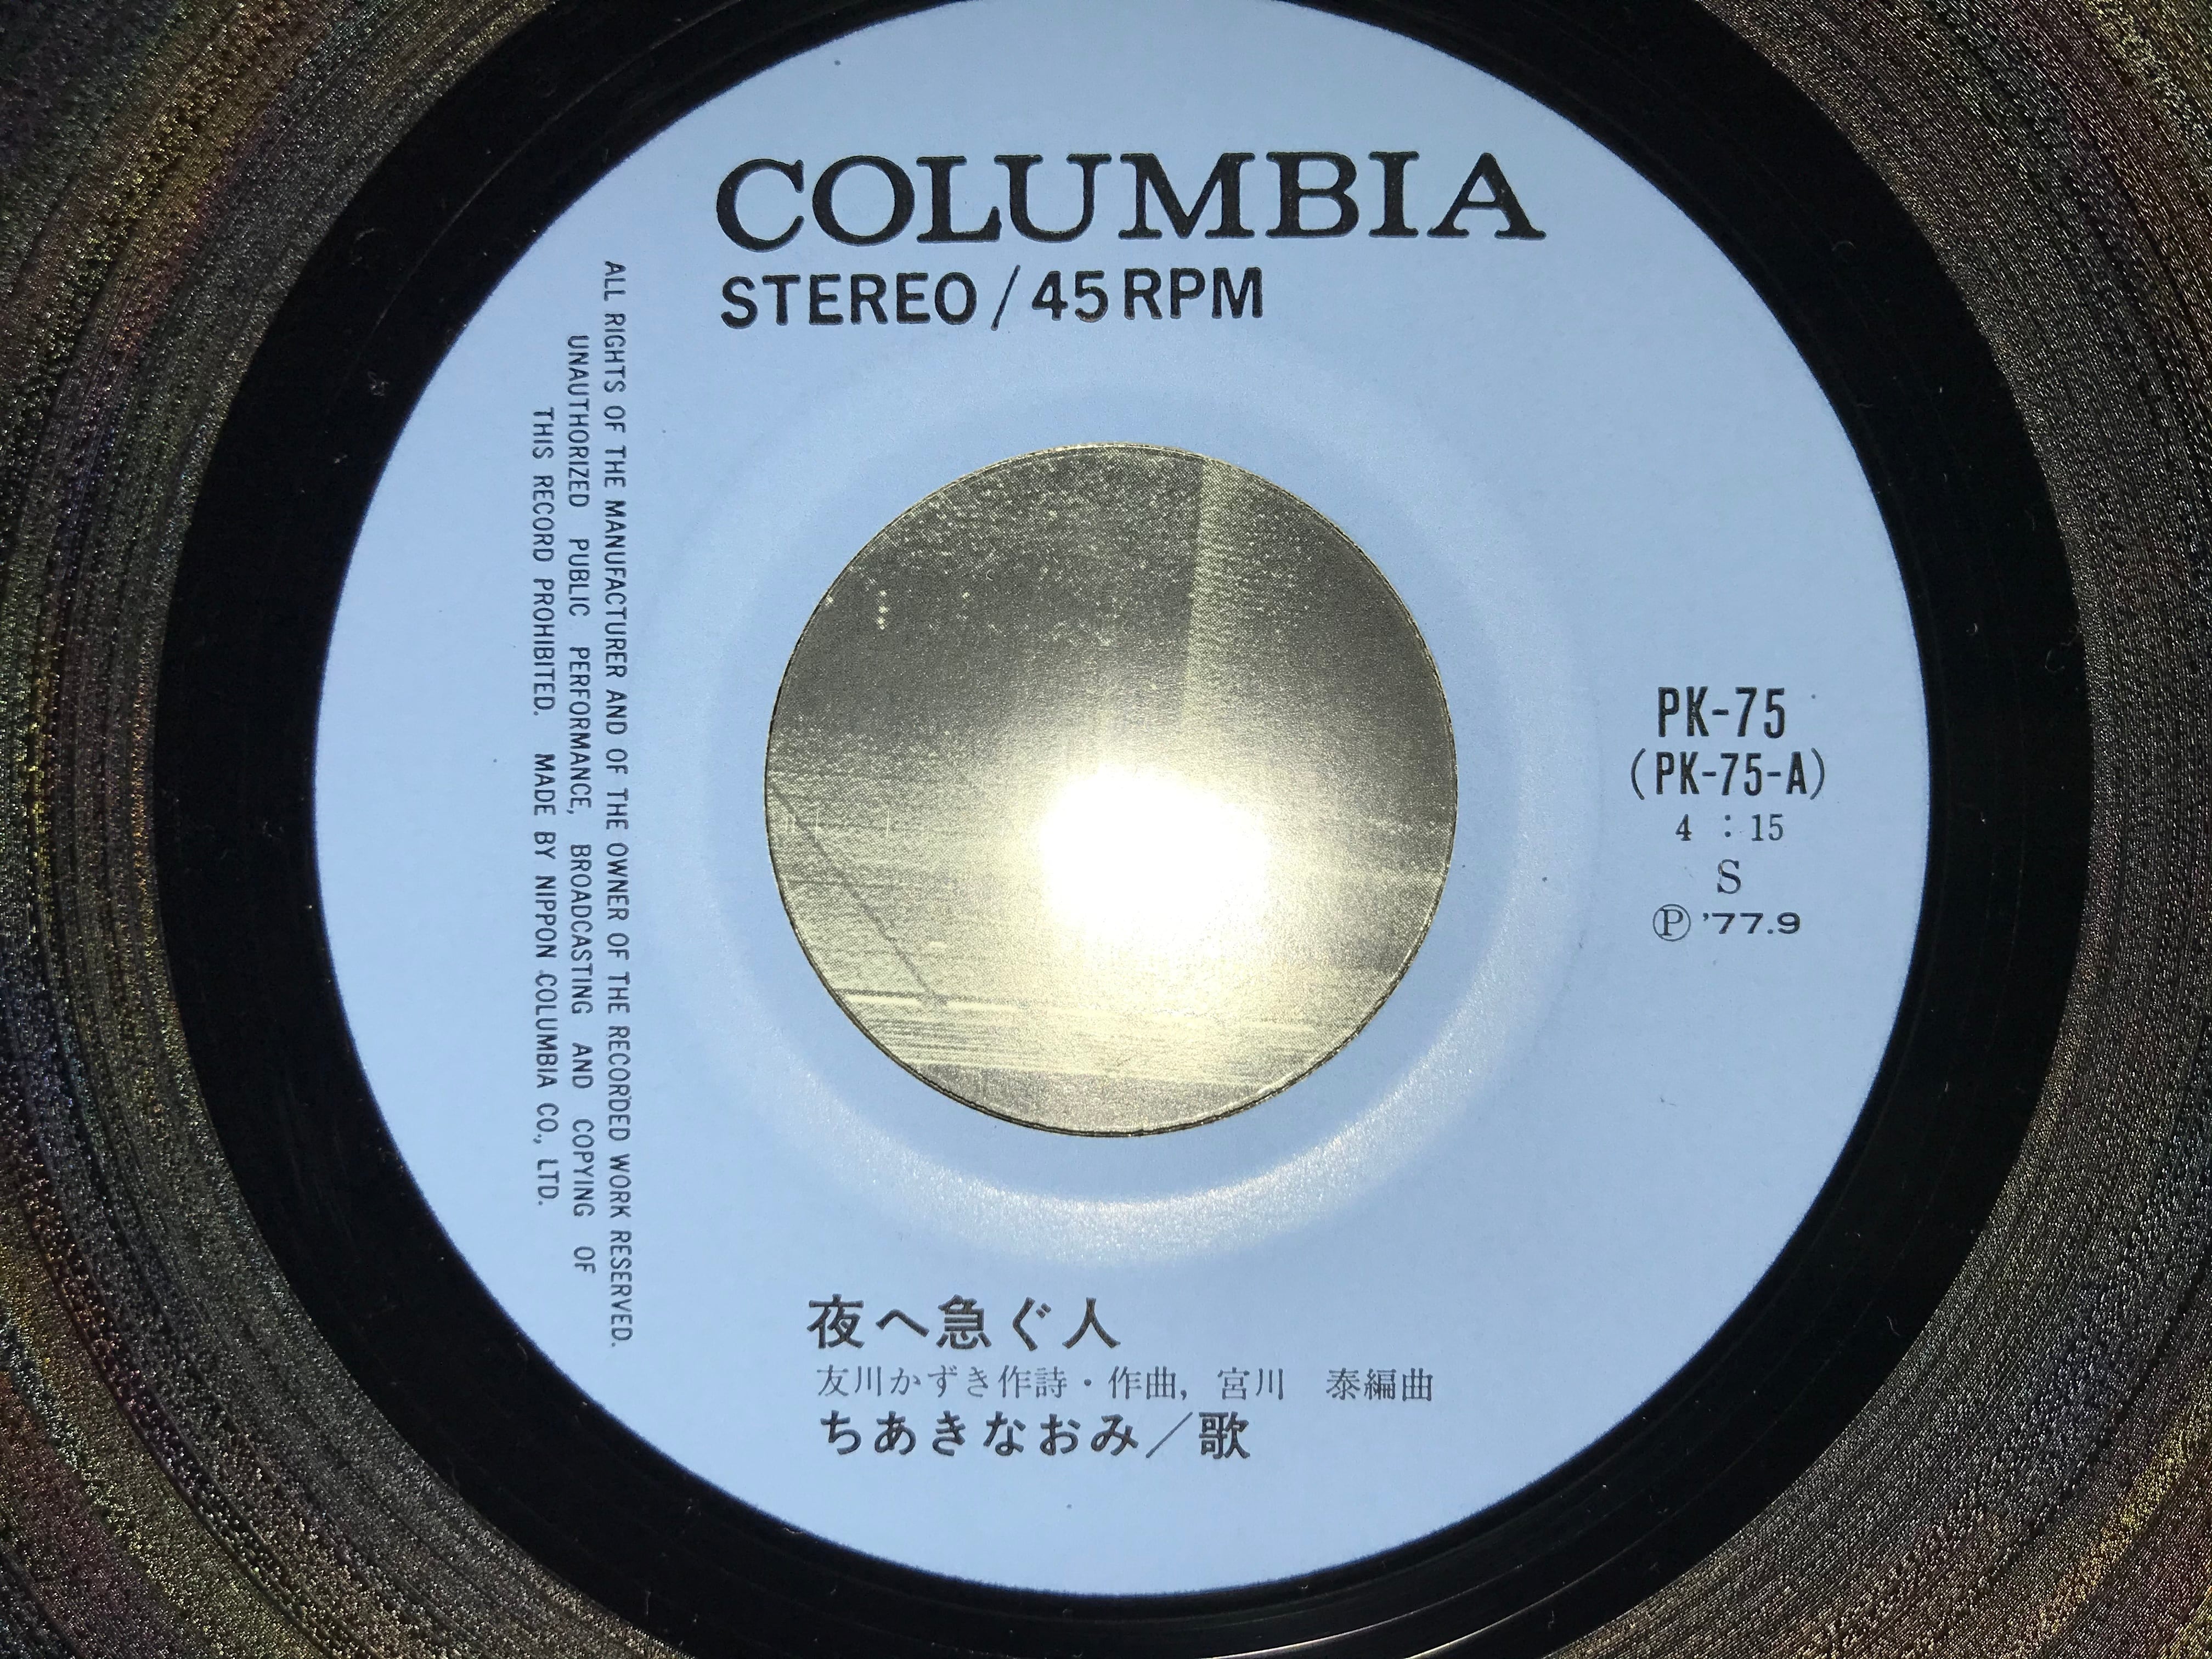 COLUMBIA
STEREO/45RPM
ALL RIGHTS OF THE MANUFACTURER AND OF THE OWNER OF THE RECORDED WORK RESERVED.
UNAUTHORIZED PUBLIC PERFORMANCE, BROADCASTING AND COPYING OF
THIS RECORD PROHIBITED. MADE BY NIPPON COLUMBIA CO., LTD.
PK-75
(PK-75-A)
4 : 15
S
Ⓟ '77.9
夜へ急ぐ人
友川かずき作詩・作曲, 宮川 泰編曲
ちあきなおみ/歌